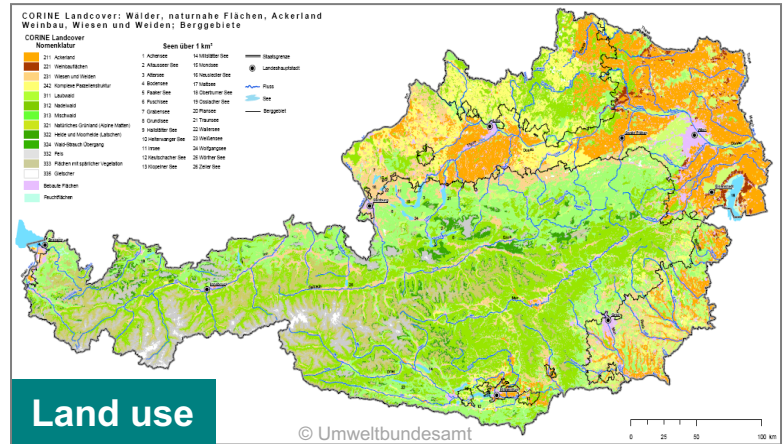 CORINE Landcover: Wälder, naturnahe Flächen, Ackerland
Weinbau, Wiesen und Weiden; Berggebiete
CORINE Landcover
Nomenklatur
211 Ackerland
221 Weinbauflächen
231 Wiesen und Weiden
242 Komplexe Parzellenstruktur
311 Laubwald
312 Nadelwald
313 Mischwald
321 Natürliches Grünland (Alpine Matten)
322 Heide und Moorheide (Latschen)
324 Wald-Strauch Übergang
332 Fels
333 Flächen mit spärlicher Vegetation
335 Gletscher
Bebaute Flächen
Feuchtflächen
Seen über 1 km²
1 Achensee
2 Altausseer See
3 Attersee
4 Bodensee
5 Faaker See
6 Fuschlsee
7 Grabensee
8 Grundlsee
9 Hallstätter See
10 Heiterwanger See
11 Irrsee
12 Keutschacher See
13 Klopeiner See
14 Millstätter See
15 Mondsee
16 Neusiedler See
17 Mattsee
18 Obertrumer See
19 Ossiacher See
20 Plansee
21 Traunsee
22 Wallersee
23 Weißensee
24 Wolfgangsee
25 Wörther See
26 Zeller See
Staatsgrenze
Landeshauptstadt
Fluss
See
Berggebiet
Land use
© Umweltbundesamt
0 25 50 100 km